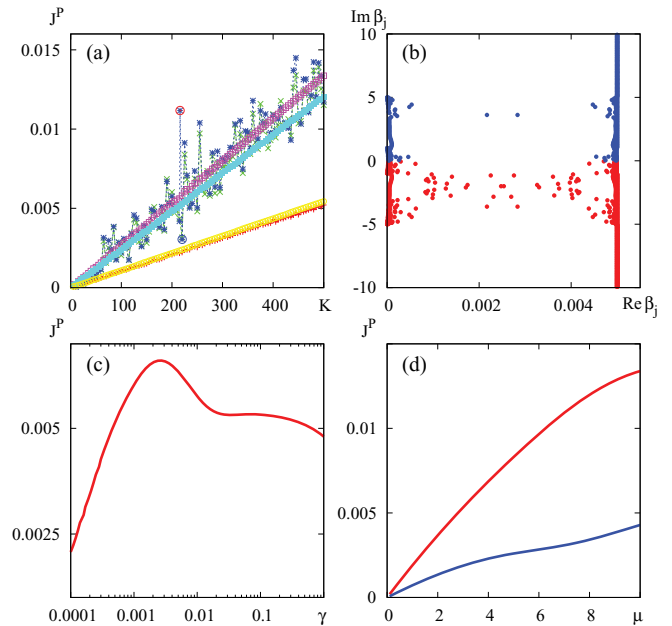 J^P
(a)
0.015
0.01
0.005
0
0 100 200 300 400 K
Im β_j
(b)
10
5
0
-5
-10
0 0.002 0.004 Re β_j
J^P
(c)
0.005
0.0025
0.0001 0.001 0.01 0.1 γ
J^P
(d)
0.01
0.005
0
0 2 4 6 8 μ